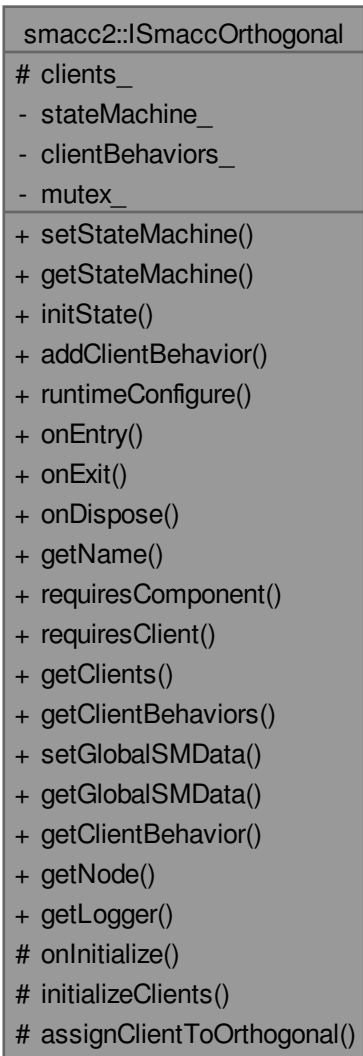 smacc2::ISmaccOrthogonal
# clients_
- stateMachine_
- clientBehaviors_
- mutex_
+ setStateMachine()
+ getStateMachine()
+ initState()
+ addClientBehavior()
+ runtimeConfigure()
+ onEntry()
+ onExit()
+ onDispose()
+ getName()
+ requiresComponent()
+ requiresClient()
+ getClients()
+ getClientBehaviors()
+ setGlobalSMData()
+ getGlobalSMData()
+ getClientBehavior()
+ getNode()
+ getLogger()
# onInitialize()
# initializeClients()
# assignClientToOrthogonal()